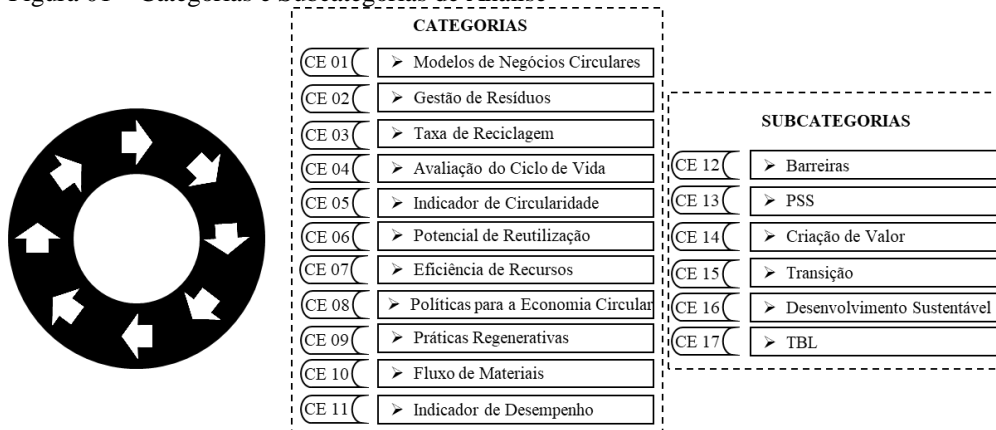 Figura 01 – Categorias e Subcategorias de Análise
CATEGORIAS
CE 01 ➢ Modelos de Negócios Circulares
CE 02 ➢ Gestão de Resíduos
CE 03 ➢ Taxa de Reciclagem
CE 04 ➢ Avaliação do Ciclo de Vida
CE 05 ➢ Indicador de Circularidade
CE 06 ➢ Potencial de Reutilização
CE 07 ➢ Eficiência de Recursos
CE 08 ➢ Políticas para a Economia Circular
CE 09 ➢ Práticas Regenerativas
CE 10 ➢ Fluxo de Materiais
CE 11 ➢ Indicador de Desempenho
SUBCATEGORIAS
CE 12 ➢ Barreiras
CE 13 ➢ PSS
CE 14 ➢ Criação de Valor
CE 15 ➢ Transição
CE 16 ➢ Desenvolvimento Sustentável
CE 17 ➢ TBL